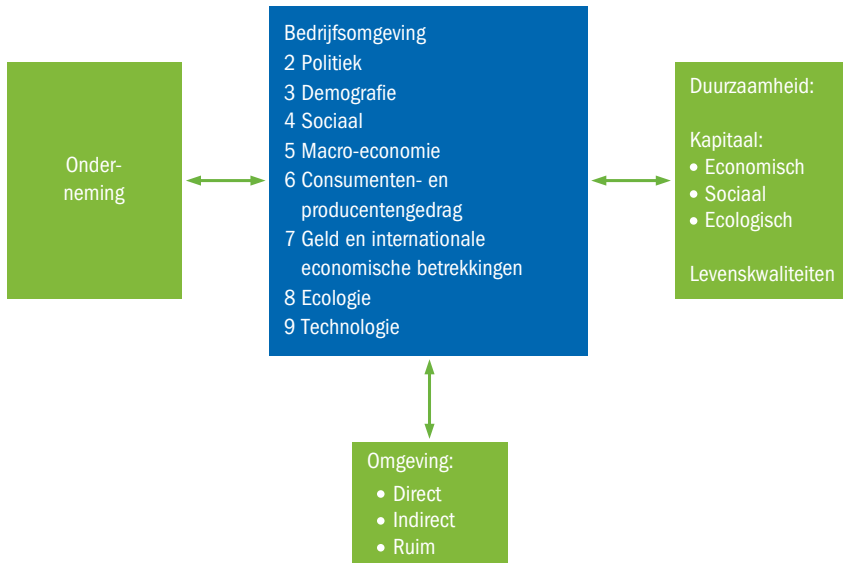 Onder-
neming
Bedrijfsomgeving
2 Politiek
3 Demografie
4 Sociaal
5 Macro-economie
6 Consumenten- en
producentengedrag
7 Geld en internationale
economische betrekkingen
8 Ecologie
9 Technologie
Duurzaamheid:
Kapitaal:
• Economisch
• Sociaal
• Ecologisch
Levenskwaliteiten
Omgeving:
• Direct
• Indirect
• Ruim